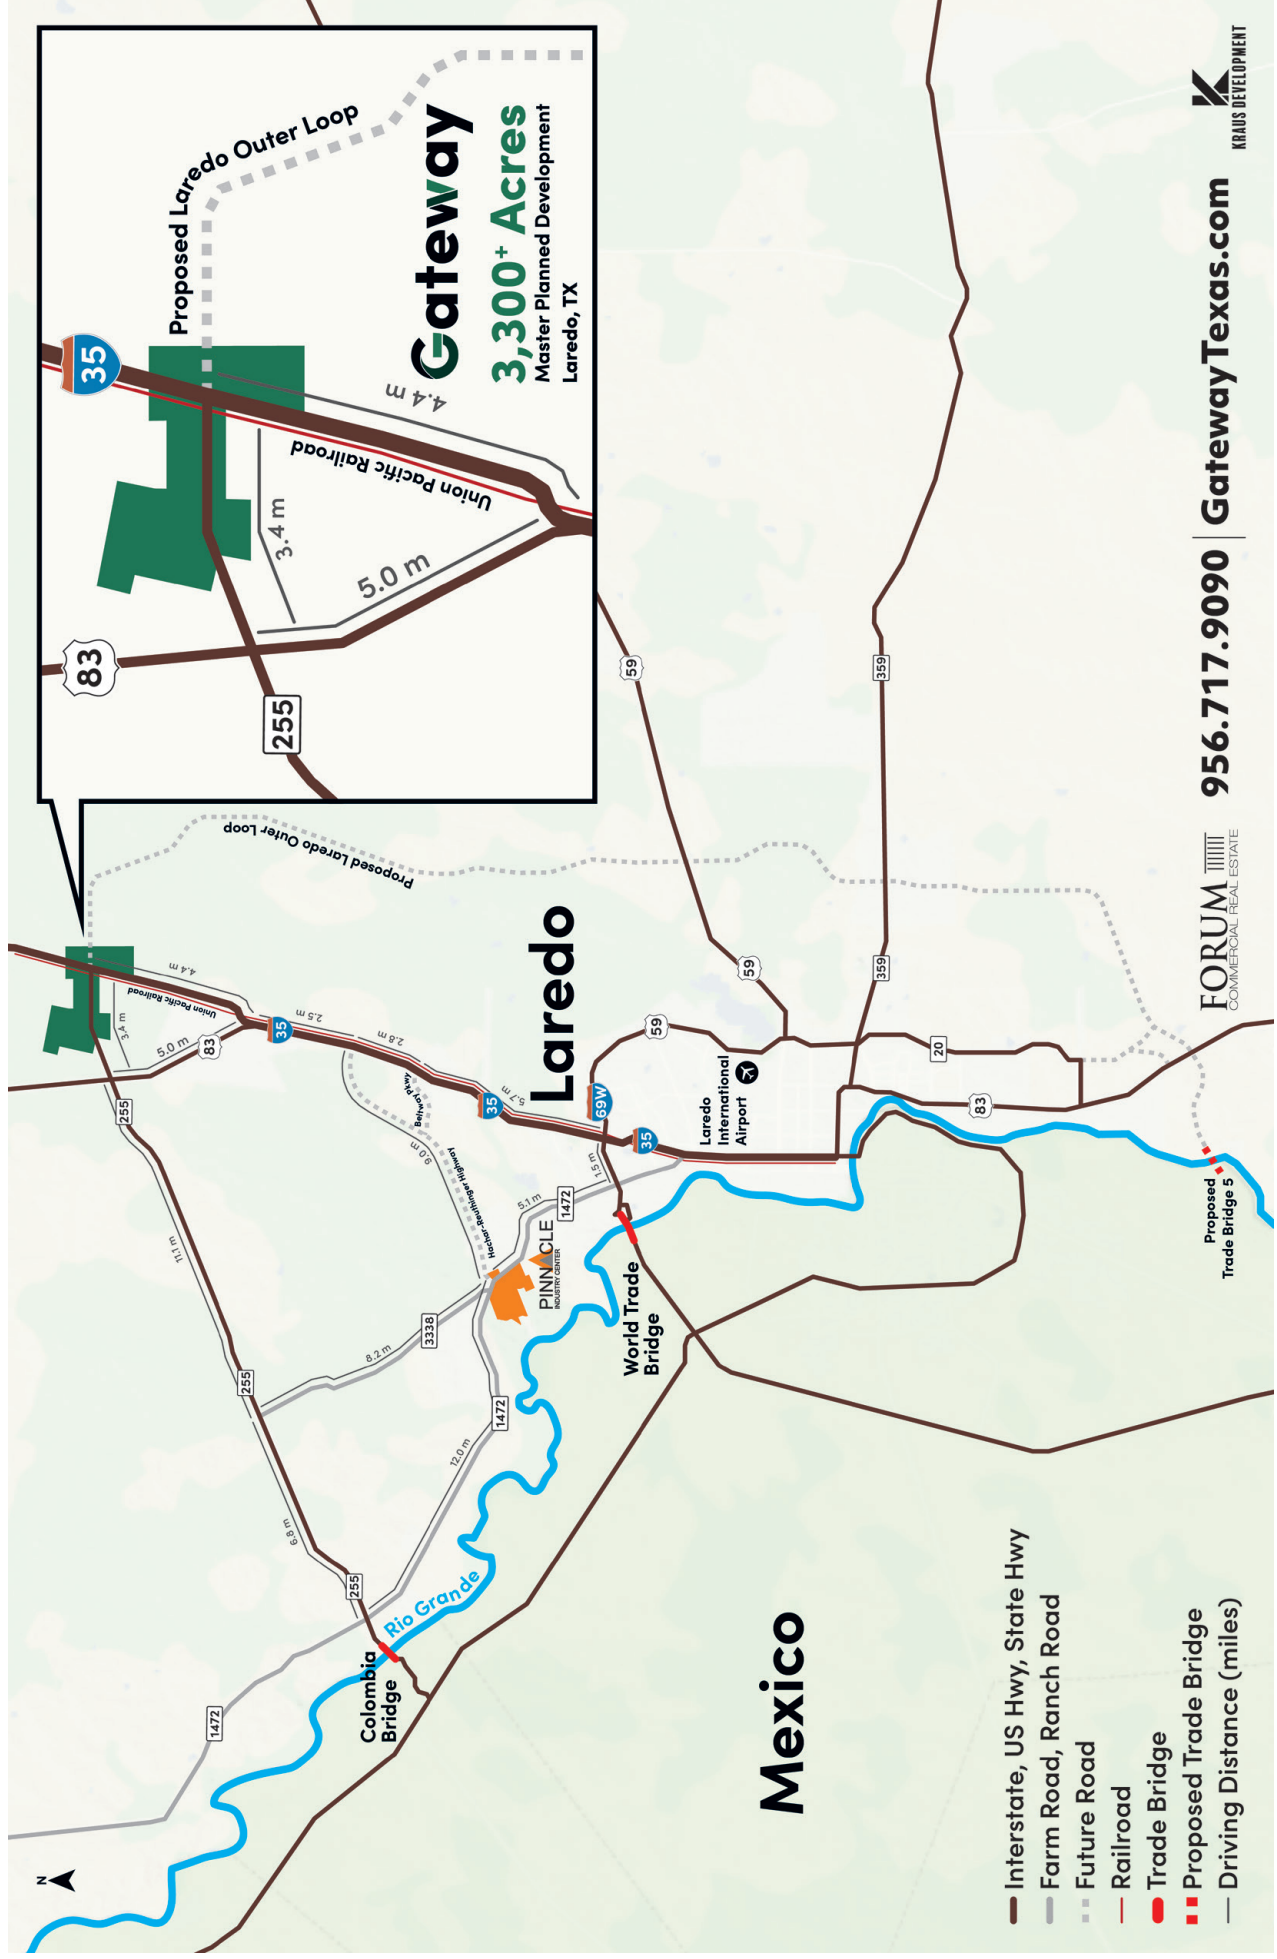 N
1472
Colombia
Bridge
Rio Grande
255
6.8 m
12.0 m
255
1472
8.2 m
3338
11.1 m
255
PINNACLE
INDUSTRY CENTER
5.1 m
1472
Hachar-Reuthinger Highway
9.0 m
Beltway Pkwy
World Trade
Bridge
1.5 m
5.7 m
35
35
69W
35
2.8 m
2.5 m
83
5.0 m
3.4 m
4.4 m
Union Pacific Railroad
Proposed Laredo Outer Loop
Laredo
Laredo
International
Airport
59
59
59
20
83
359
359
Proposed
Trade Bridge 5
Mexico
83
255
35
5.0 m
3.4 m
4.4 m
Union Pacific Railroad
Proposed Laredo Outer Loop
Gateway
3,300+ Acres
Master Planned Development
Laredo, TX
Interstate, US Hwy, State Hwy
Farm Road, Ranch Road
Future Road
Railroad
Trade Bridge
Proposed Trade Bridge
Driving Distance (miles)
FORUM
COMMERCIAL REAL ESTATE
956.717.9090 | GatewayTexas.com
K
KRAUS DEVELOPMENT